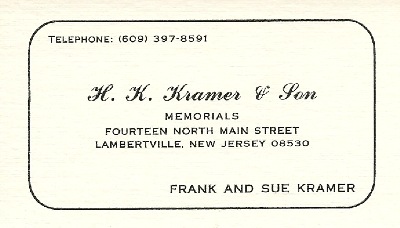 TELEPHONE: (609) 397-8591
H. K. Kramer & Son
MEMORIALS
FOURTEEN NORTH MAIN STREET
LAMBERTVILLE, NEW JERSEY 08530
FRANK AND SUE KRAMER